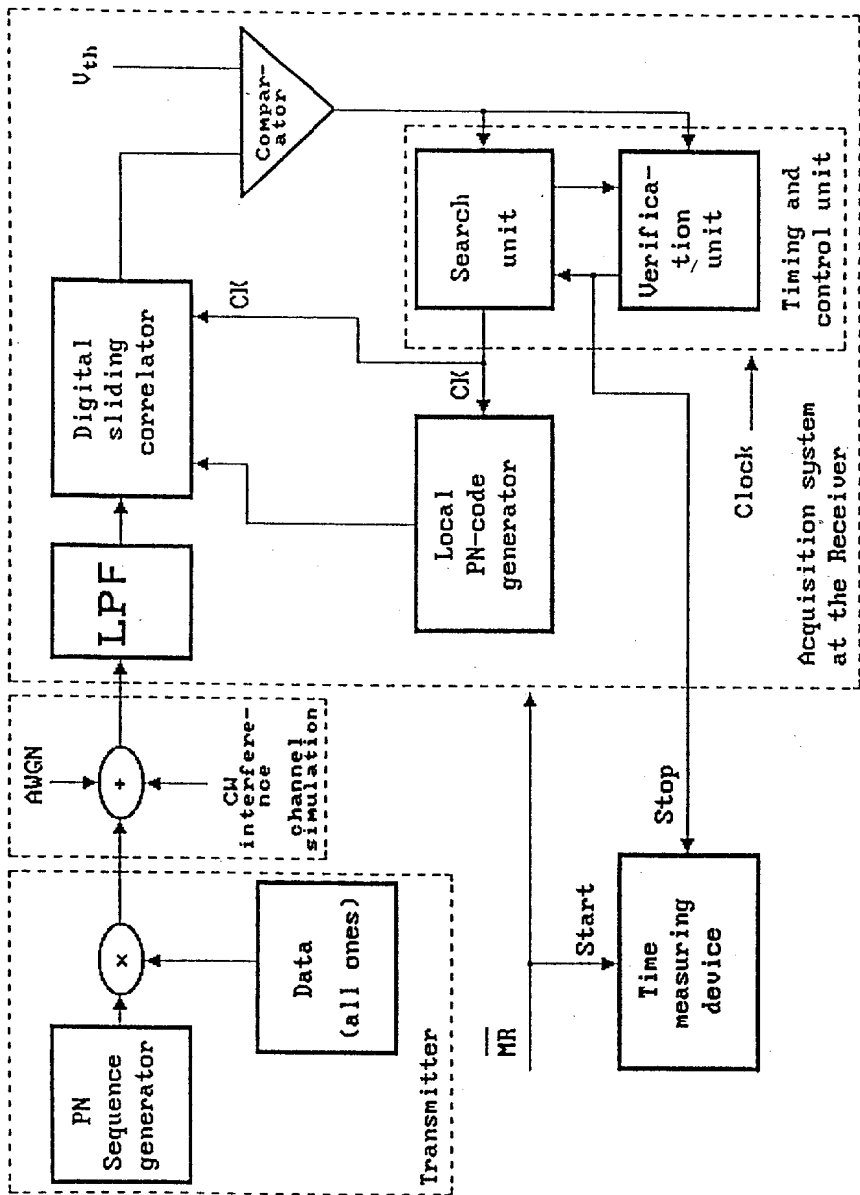 PN
Sequence
generator
×
Data
(all ones)
Transmitter
AWGN
+
CW
interfere-
nce
channel
simulation
LPF
Digital
sliding
correlator
CK
Uth
Compar-
ator
Local
PN-code
generator
CK
Search
unit
Verifica-
tion
unit
Timing and
control unit
Clock
Acquisition system
at the Receiver
MR
Start
Stop
Time
measuring
device